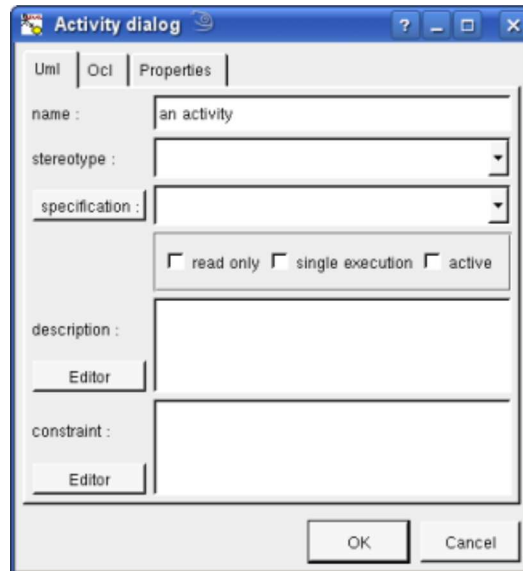 Activity dialog
Uml Ocl Properties
name : an activity
stereotype :
specification :
read only single execution active
description :
Editor
constraint :
Editor
OK Cancel